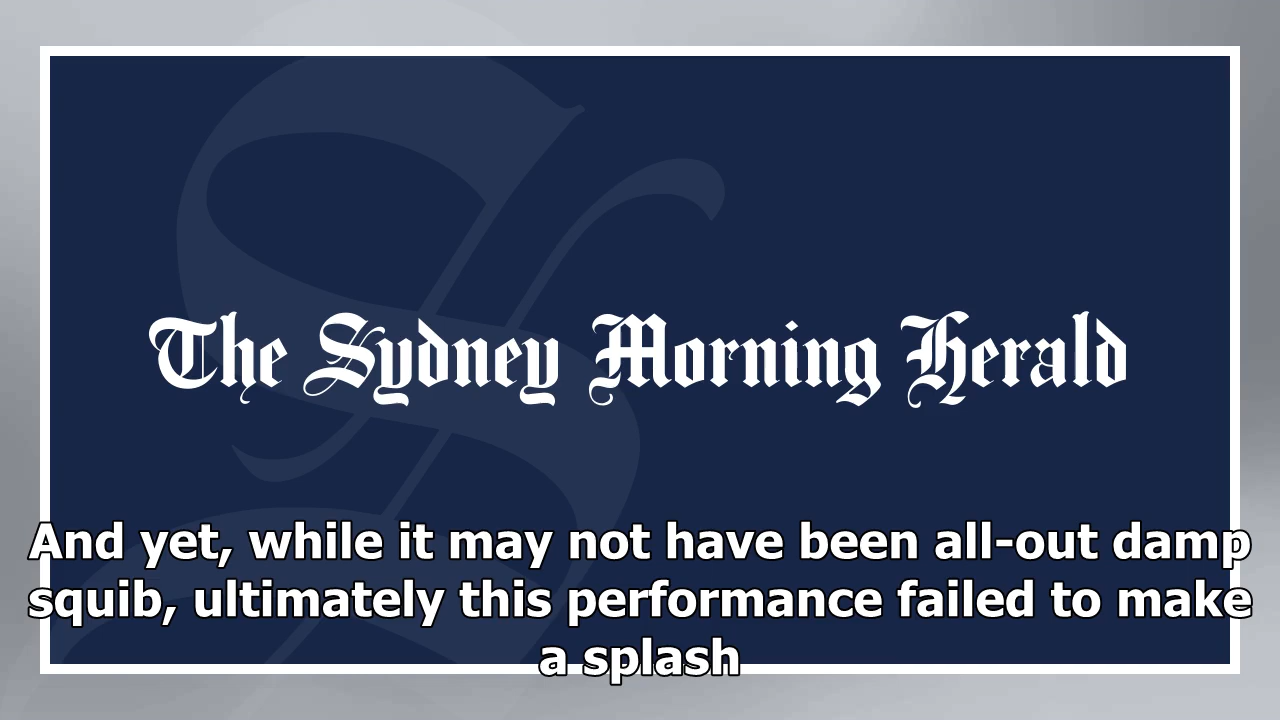 The Sydney Morning Herald
And yet, while it may not have been all-out damp
squib, ultimately this performance failed to make
a splash